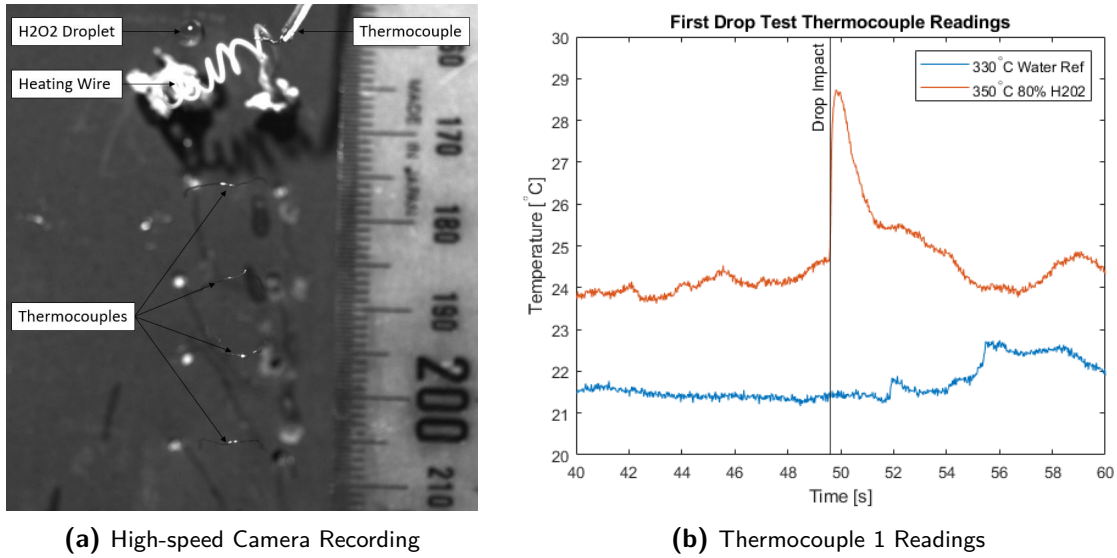 H2O2 Droplet
Thermocouple
Heating Wire
MADE IN JAPAN
170
180
190
200
210
Thermocouples
(a) High-speed Camera Recording
First Drop Test Thermocouple Readings
330°C Water Ref
350°C 80% H202
Drop Impact
Temperature [°C]
30
29
28
27
26
25
24
23
22
21
20
40 42 44 46 48 50 52 54 56 58 60
Time [s]
(b) Thermocouple 1 Readings